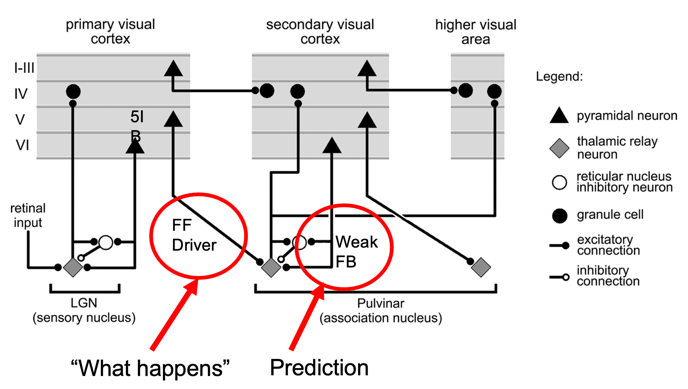 primary visual
cortex
secondary visual
cortex
higher visual
area
I-III
IV
V
VI
5I
B
retinal
input
FF
Driver
Weak
FB
LGN
(sensory nucleus)
Pulvinar
(association nucleus)
"What happens"
Prediction
Legend:
pyramidal neuron
thalamic relay
neuron
reticular nucleus
inhibitory neuron
granule cell
excitatory
connection
inhibitory
connection